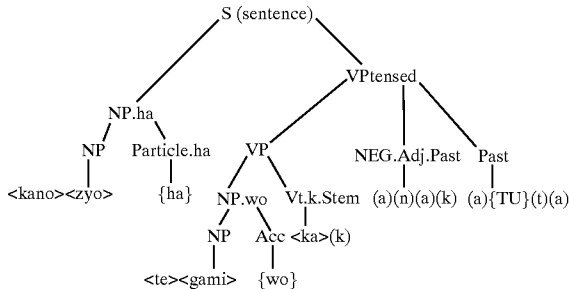 S (sentence)
VPtensed
NP.ha
NP Particle.ha VP NEG.Adj.Past Past
<kano><zyo> {ha} NP.wo Vt.k.Stem (a)(n)(a)(k) (a){TU}(t)(a)
NP Acc <ka>(k)
<te><gami> {wo}